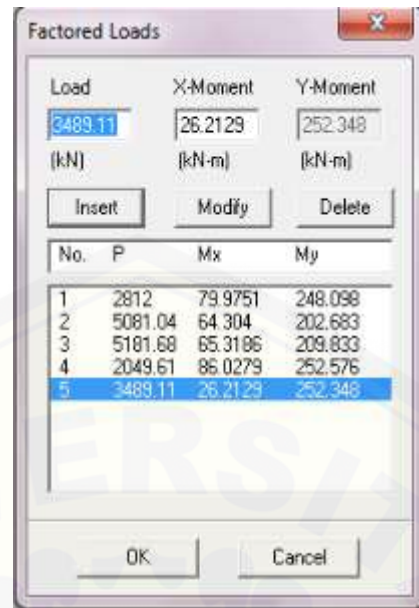 Factored Loads
Load X-Moment Y-Moment
3489.11 26.2129 252.348
(kN) (kN-m) (kN-m)
Insert Modify Delete
No. P Mx My
1 2812 79.9751 248.098
2 5081.04 64.304 202.683
3 5181.68 65.3186 209.833
4 2049.61 86.0279 252.576
5 3489.11 26.2129 252.348
OK Cancel